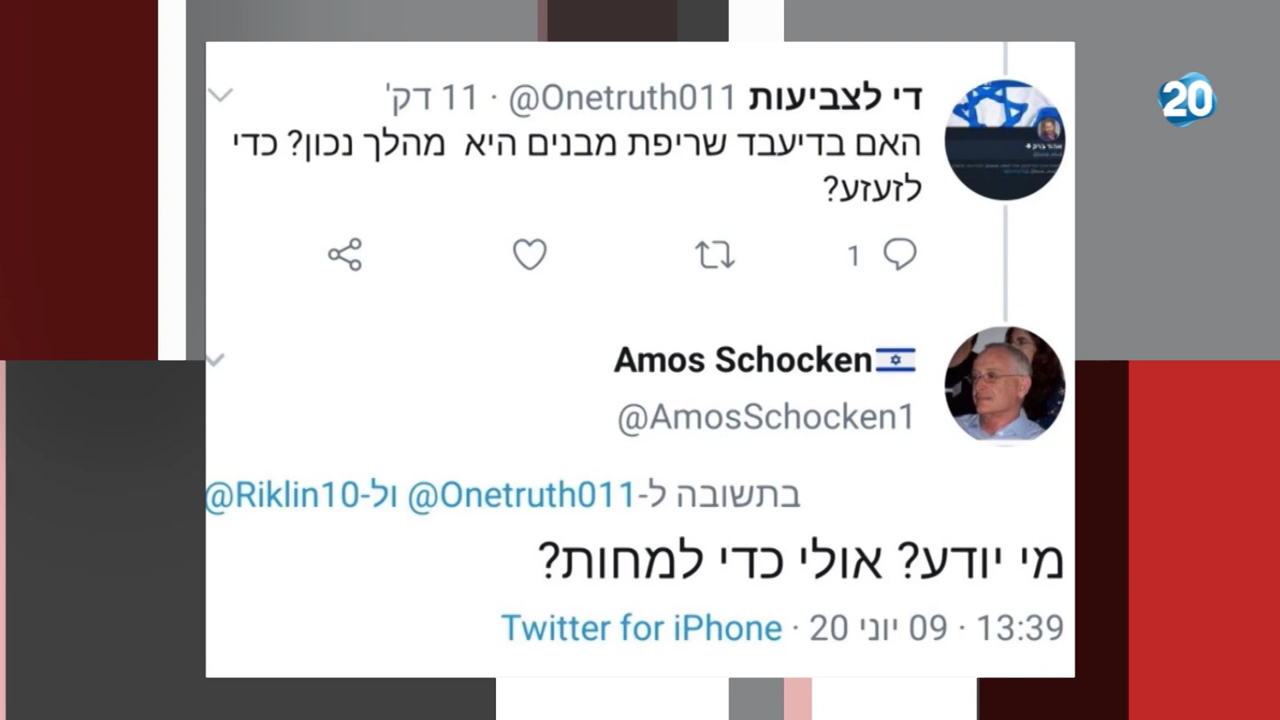 20
די לצביעות @Onetruth011 · 11 דק'
האם בדיעבד שריפת מבנים היא מהלך נכון? כדי
לזעזע?
1
Amos Schocken🇮🇱
@AmosSchocken1
בתשובה ל-@Onetruth011 ול-@Riklin10
מי יודע? אולי כדי למחות?
13:39 · 09 יוני 20 · Twitter for iPhone